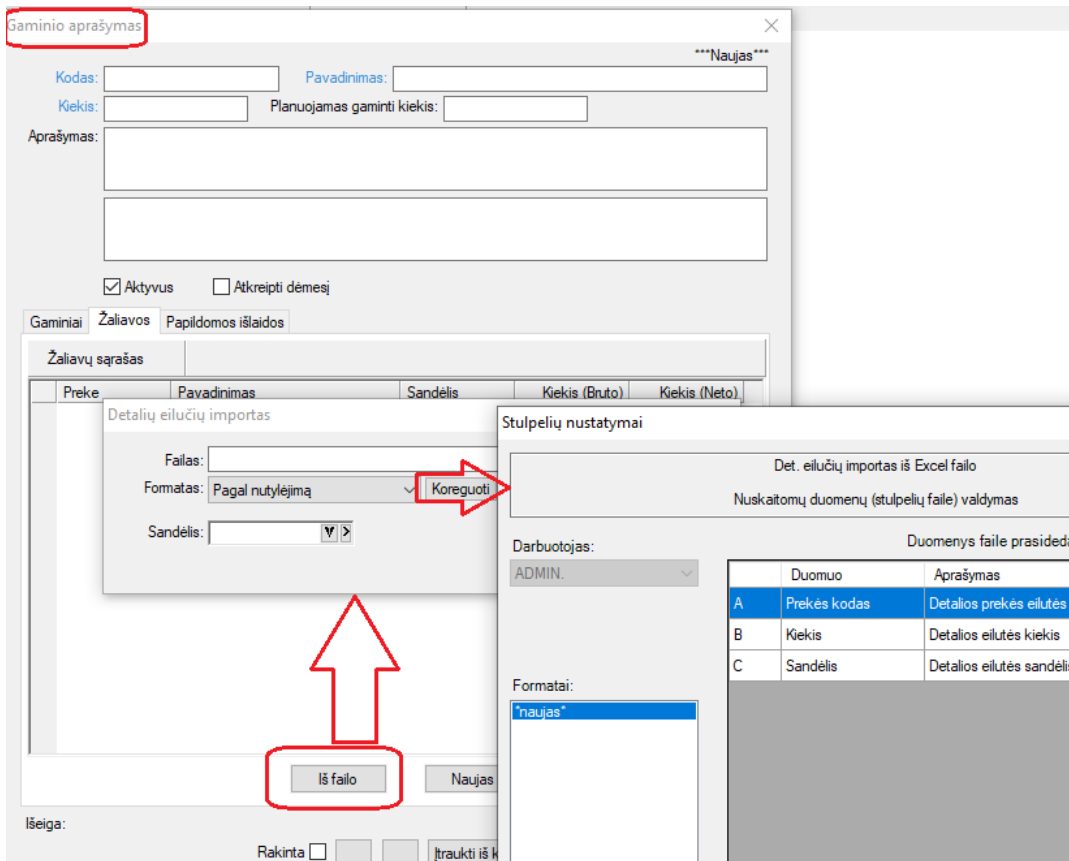 Gaminio aprašymas
***Naujas***
Kodas: Pavadinimas:
Kiekis: Planuojamas gaminti kiekis:
Aprašymas:
Aktyvus Atkreipti dėmesį
Gaminiai Žaliavos Papildomos išlaidos
Žaliavų sąrašas
Preke Pavadinimas Sandėlis Kiekis (Bruto) Kiekis (Neto)
Detalių eilučių importas
Failas:
Formatas: Pagal nutylėjimą Koreguoti
Sandėlis:
Stulpelių nustatymai
Det. eilučių importas iš Excel failo
Nuskaitomų duomenų (stulpelių faile) valdymas
Darbuotojas: Duomenys faile prasideda
ADMIN.
Duomuo Aprašymas
A Prekės kodas Detalios prekės eilutės
B Kiekis Detalios eilutės kiekis
C Sandėlis Detalios eilutės sandėlis
Formatai:
*naujas*
Iš failo Naujas
Išeiga:
Rakinta Įtraukti iš k